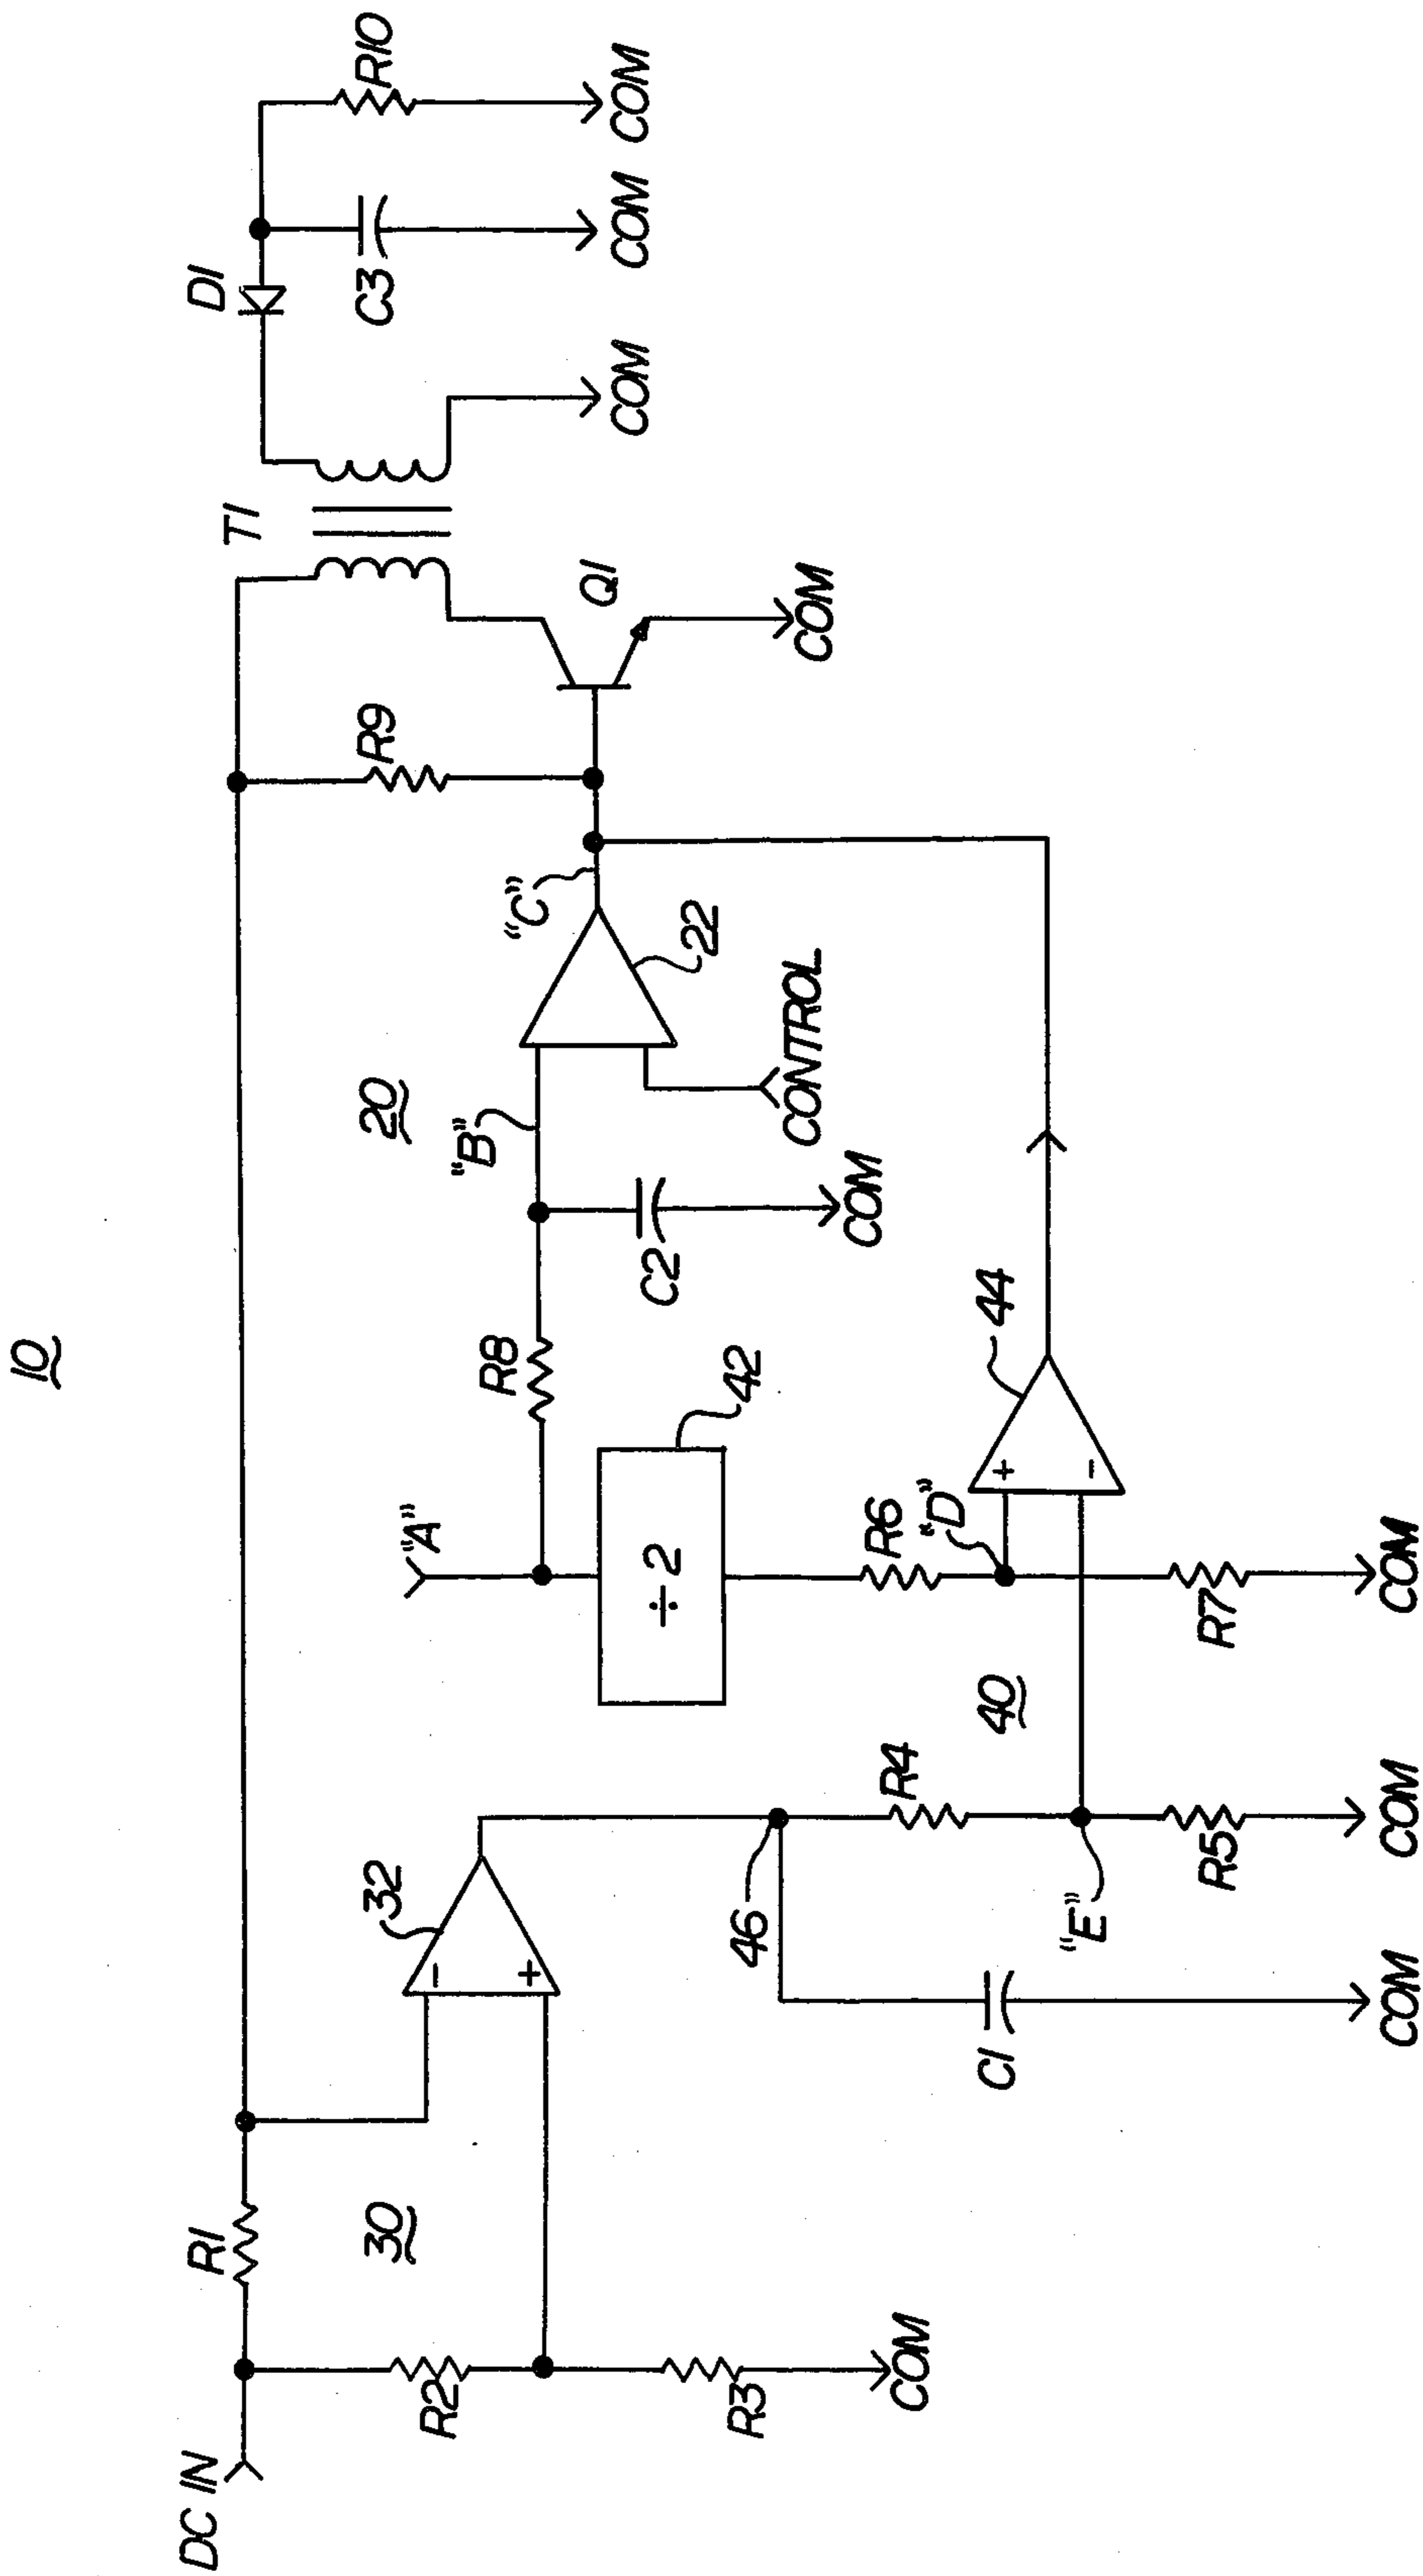 10
DC IN
R1
R2
R3
COM
30
32
-
+
46
C1
COM
R4
"E"
R5
COM
40
"A"
÷2
42
R6
"D"
R7
COM
+
-
44
R8
C2
COM
"B"
20
CONTROL
22
"C"
R9
Q1
COM
T1
COM
D1
C3
COM
R10
COM